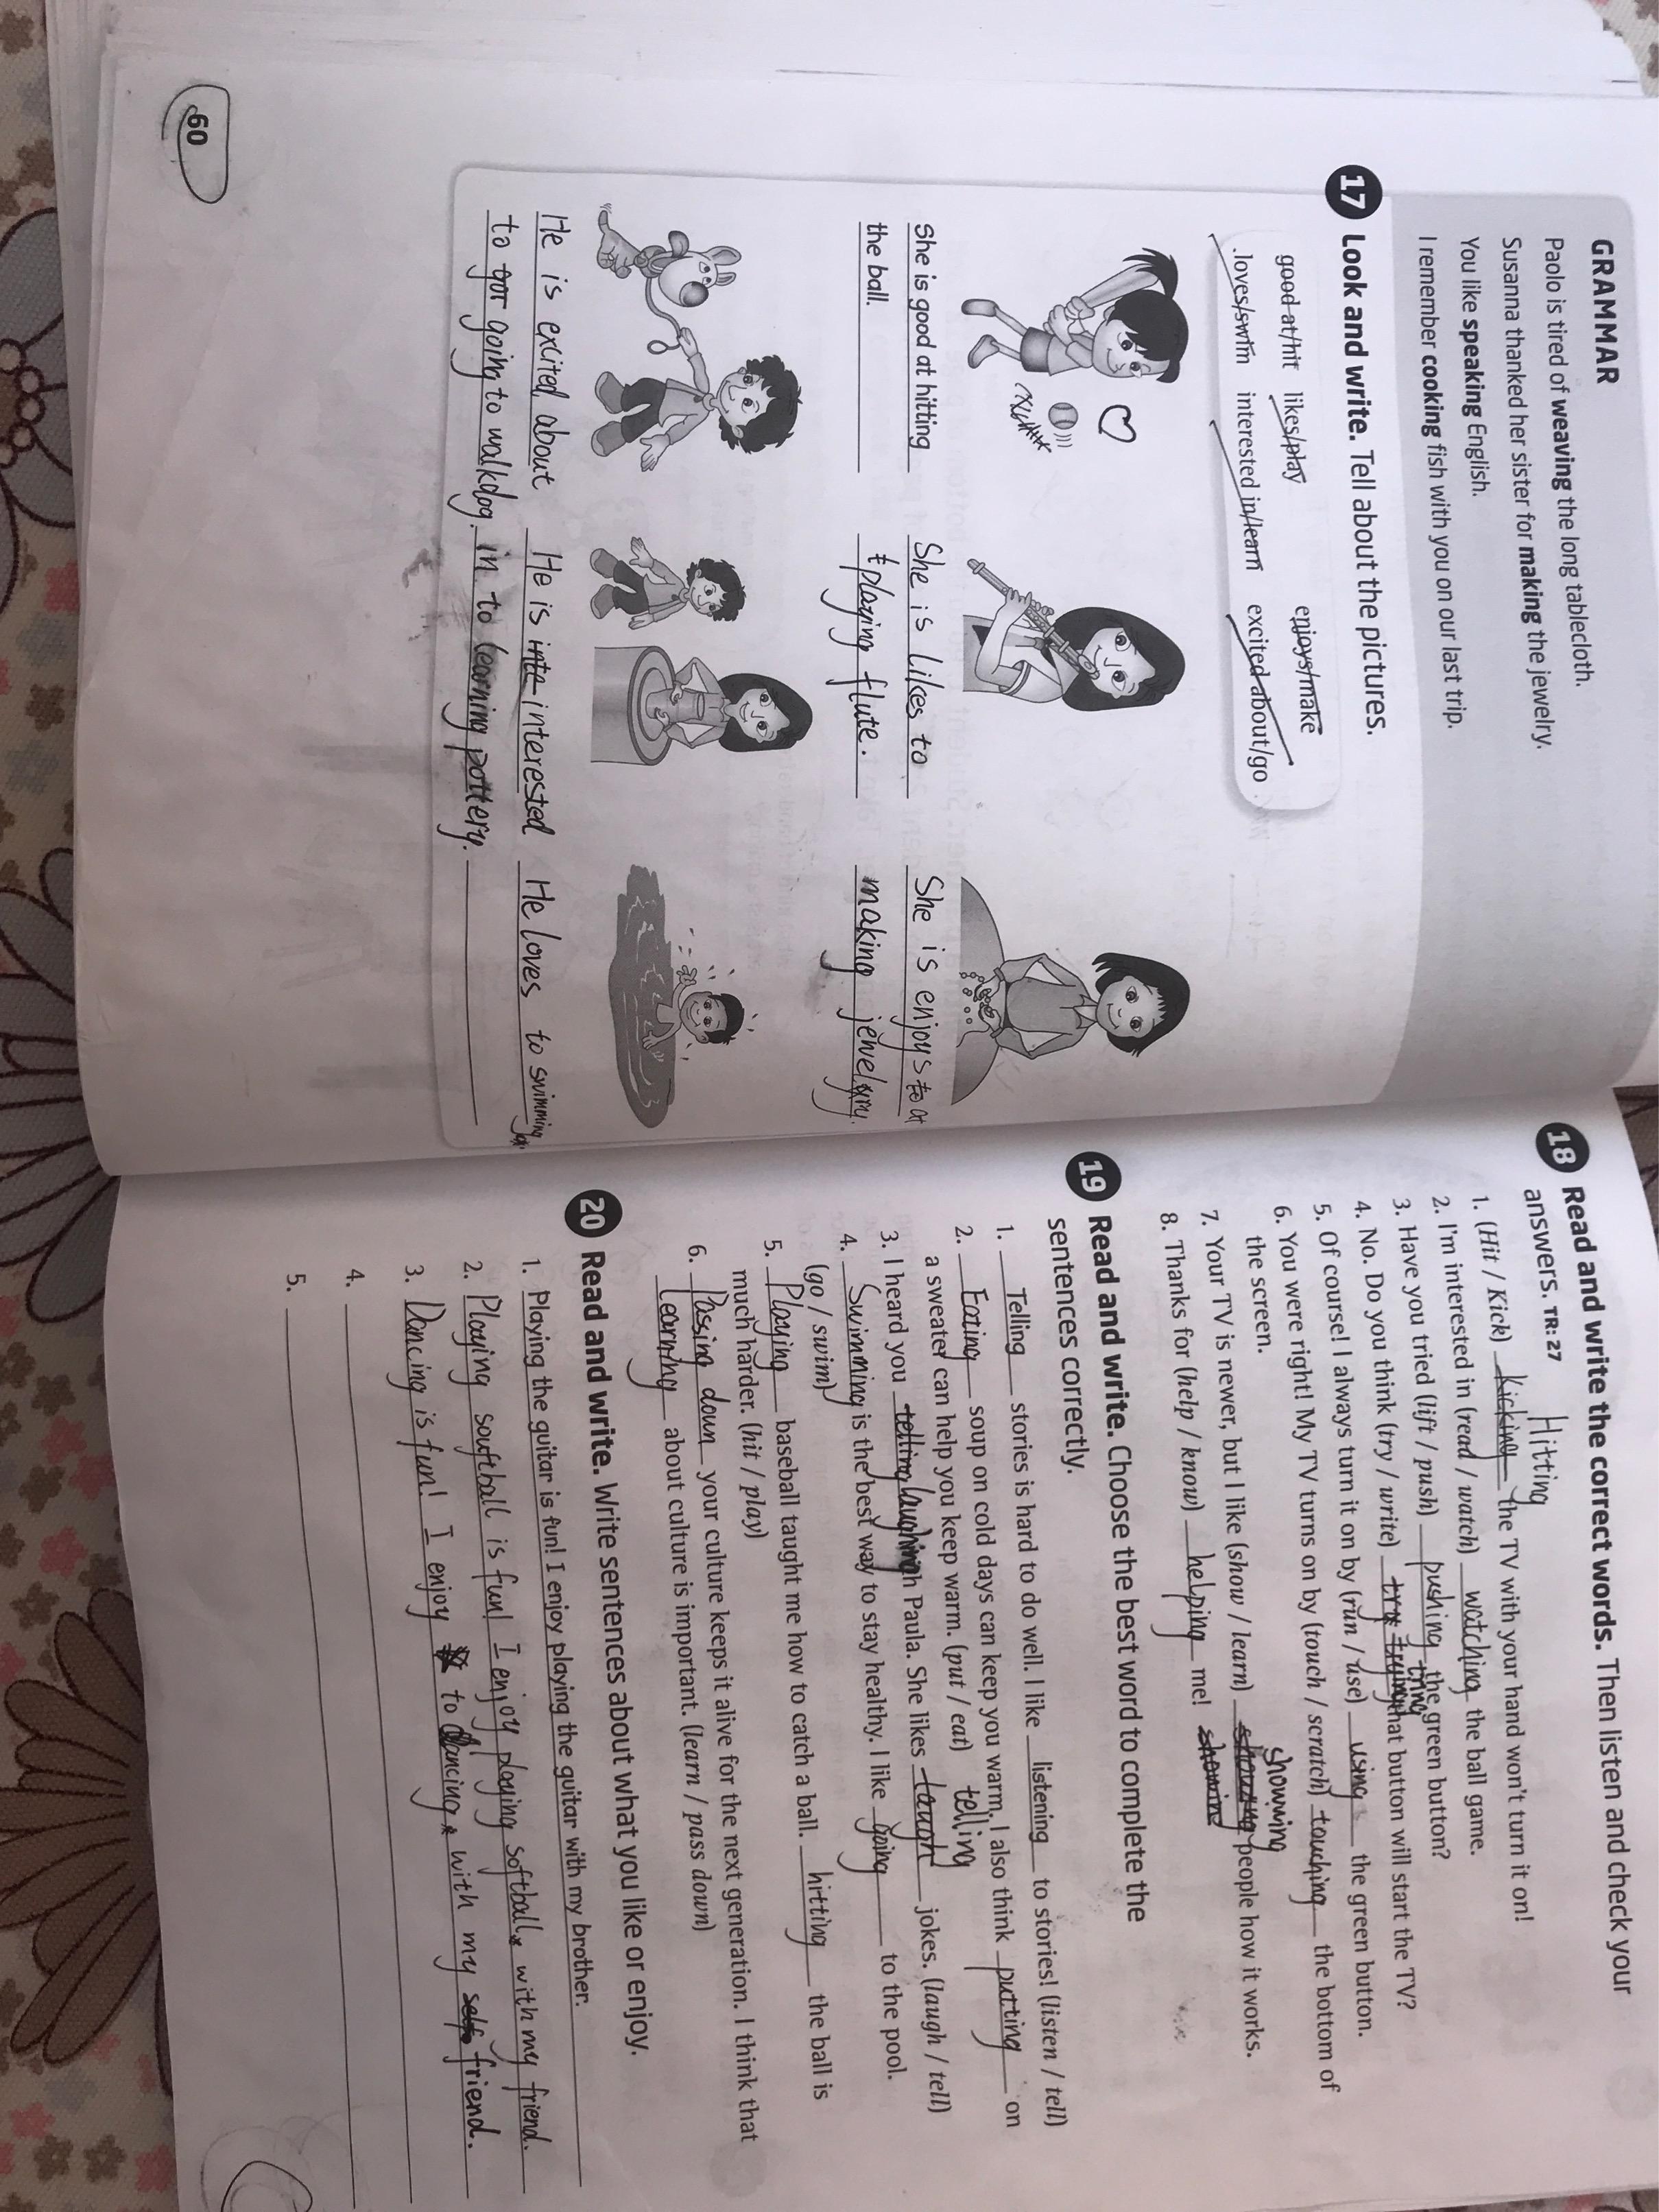 GRAMMAR
Paolo is tired of weaving the long tablecloth.
Susanna thanked her sister for making the jewelry.
You like speaking English.
I remember cooking fish with you on our last trip.
17 Look and write. Tell about the pictures.
good at/hit likes/play enjoys/make
loves/swim interested in/learn excited about/go
She is good at hitting
the ball.
She is likes to
playing flute.
She is enjoys
making jewelry.
He is excited about
to going to walkdog.
He is interested
in to learning pottery.
He loves to swimming
60
18 Read and write the correct words. Then listen and check your
answers. TR: 27
Hitting
1. (Hit / Kick) kicking the TV with your hand won't turn it on!
2. I'm interested in (read / watch) watching the ball game.
3. Have you tried (lift / push) pushing the green button?
4. No. Do you think (try / write) that button will start the TV?
5. Of course! I always turn it on by (run / use) using the green button.
6. You were right! My TV turns on by (touch / scratch) touching the bottom of
the screen.
showing
7. Your TV is newer, but I like (show / learn) people how it works.
8. Thanks for (help / know) helping me!
19 Read and write. Choose the best word to complete the
sentences correctly.
1. Telling stories is hard to do well. I like listening to stories! (listen / tell)
2. Eating soup on cold days can keep you warm. I also think putting on
a sweater can help you keep warm. (put / eat)
telling
3. I heard you telling laughing Paula. She likes laugh jokes. (laugh / tell)
4. Swimming is the best way to stay healthy. I like going to the pool.
(go / swim)
5. Playing baseball taught me how to catch a ball. hitting the ball is
much harder. (hit / play)
6. Passing down your culture keeps it alive for the next generation. I think that
learning about culture is important. (learn / pass down)
20 Read and write. Write sentences about what you like or enjoy.
1. Playing the guitar is fun! I enjoy playing the guitar with my brother.
2. Playing souftball is fun! I enjoy playing softball with my friend.
3. Dancing is fun! I enjoy to dancing with my self friend.
4.
5.